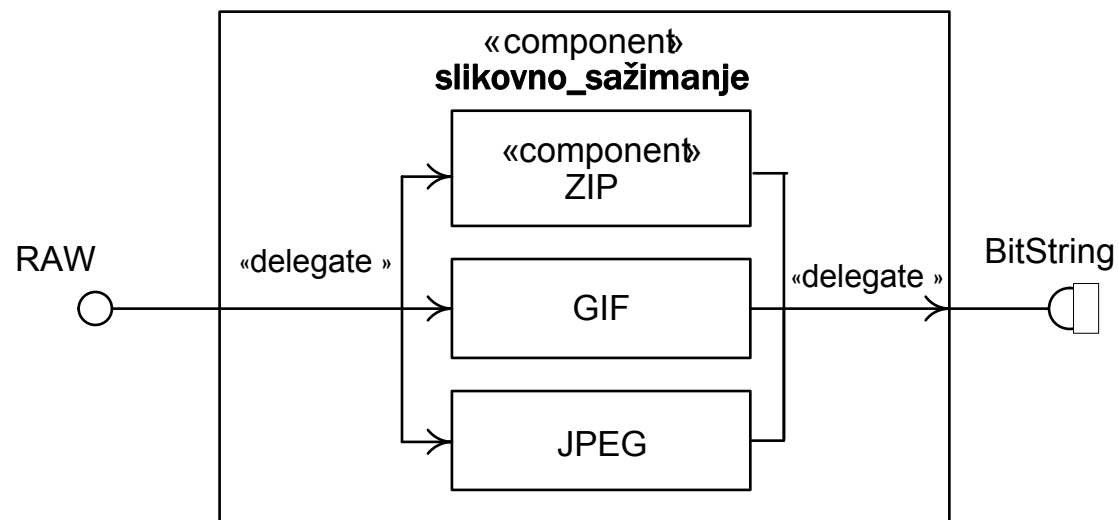 «component»
slikovno_sažimanje
«component»
ZIP
RAW
«delegate »
GIF
«delegate »
BitString
JPEG